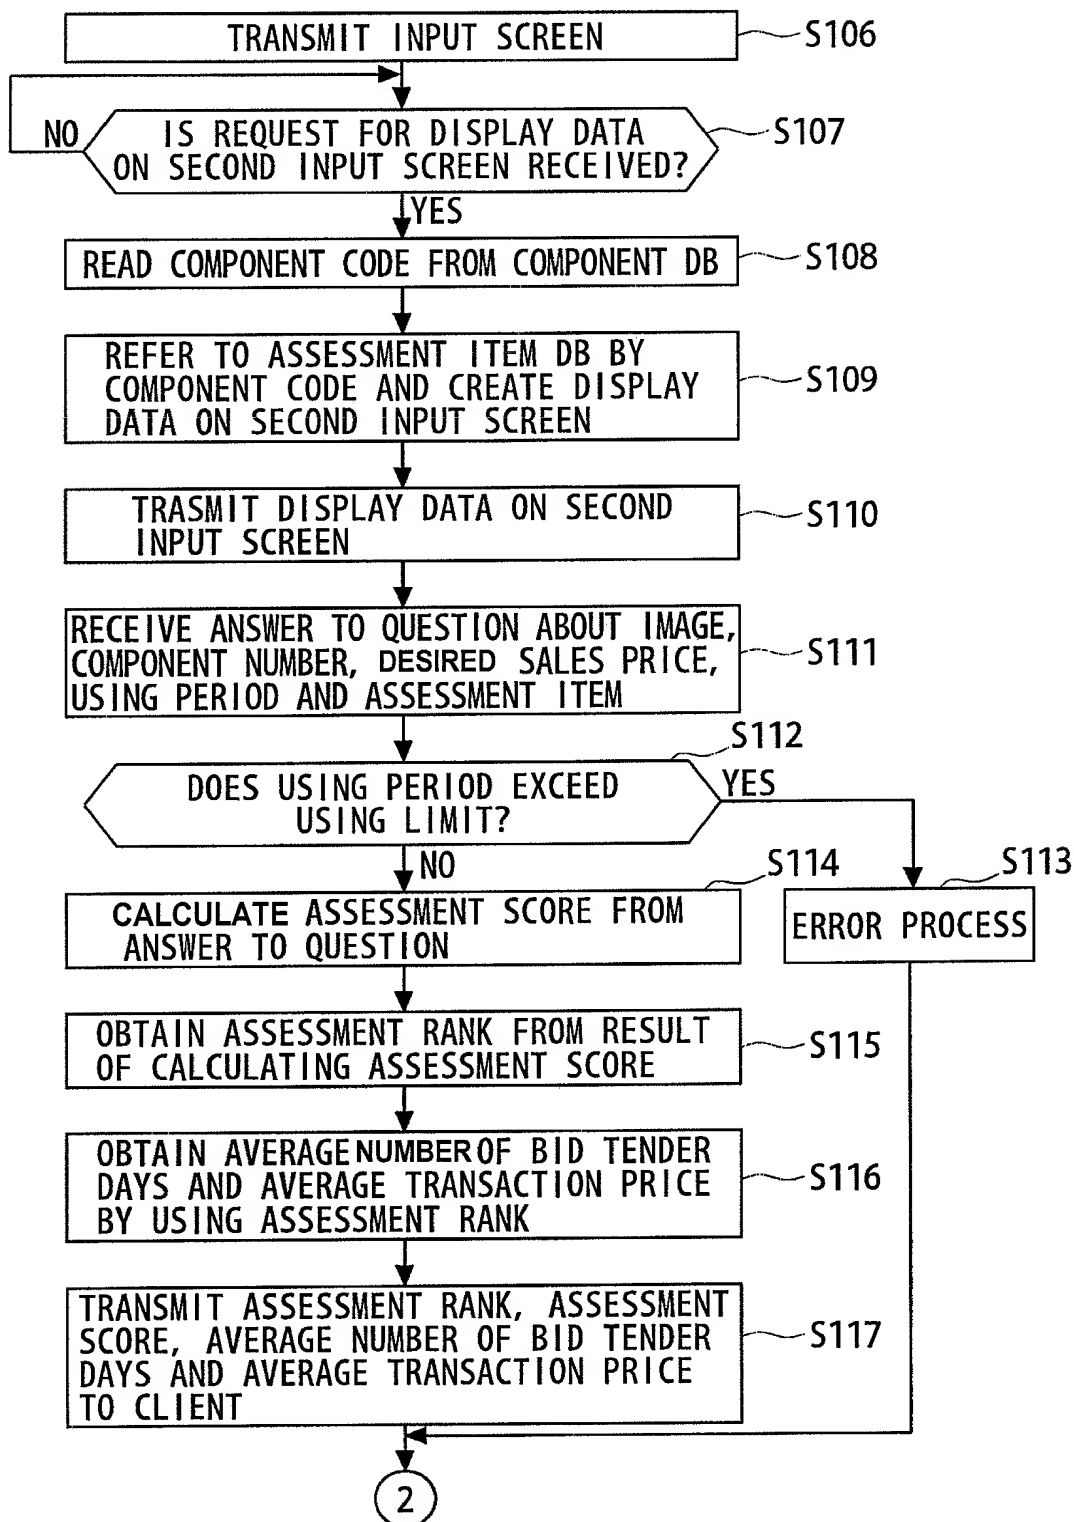 TRANSMIT INPUT SCREEN
S106
NO
IS REQUEST FOR DISPLAY DATA
ON SECOND INPUT SCREEN RECEIVED?
S107
YES
READ COMPONENT CODE FROM COMPONENT DB
S108
REFER TO ASSESSMENT ITEM DB BY
COMPONENT CODE AND CREATE DISPLAY
DATA ON SECOND INPUT SCREEN
S109
TRASMIT DISPLAY DATA ON SECOND
INPUT SCREEN
S110
RECEIVE ANSWER TO QUESTION ABOUT IMAGE,
COMPONENT NUMBER, DESIRED SALES PRICE,
USING PERIOD AND ASSESSMENT ITEM
S111
S112
DOES USING PERIOD EXCEED
USING LIMIT?
YES
NO
S114
S113
CALCULATE ASSESSMENT SCORE FROM
ANSWER TO QUESTION
ERROR PROCESS
OBTAIN ASSESSMENT RANK FROM RESULT
OF CALCULATING ASSESSMENT SCORE
S115
OBTAIN AVERAGE NUMBER OF BID TENDER
DAYS AND AVERAGE TRANSACTION PRICE
BY USING ASSESSMENT RANK
S116
TRANSMIT ASSESSMENT RANK, ASSESSMENT
SCORE, AVERAGE NUMBER OF BID TENDER
DAYS AND AVERAGE TRANSACTION PRICE
TO CLIENT
S117
2